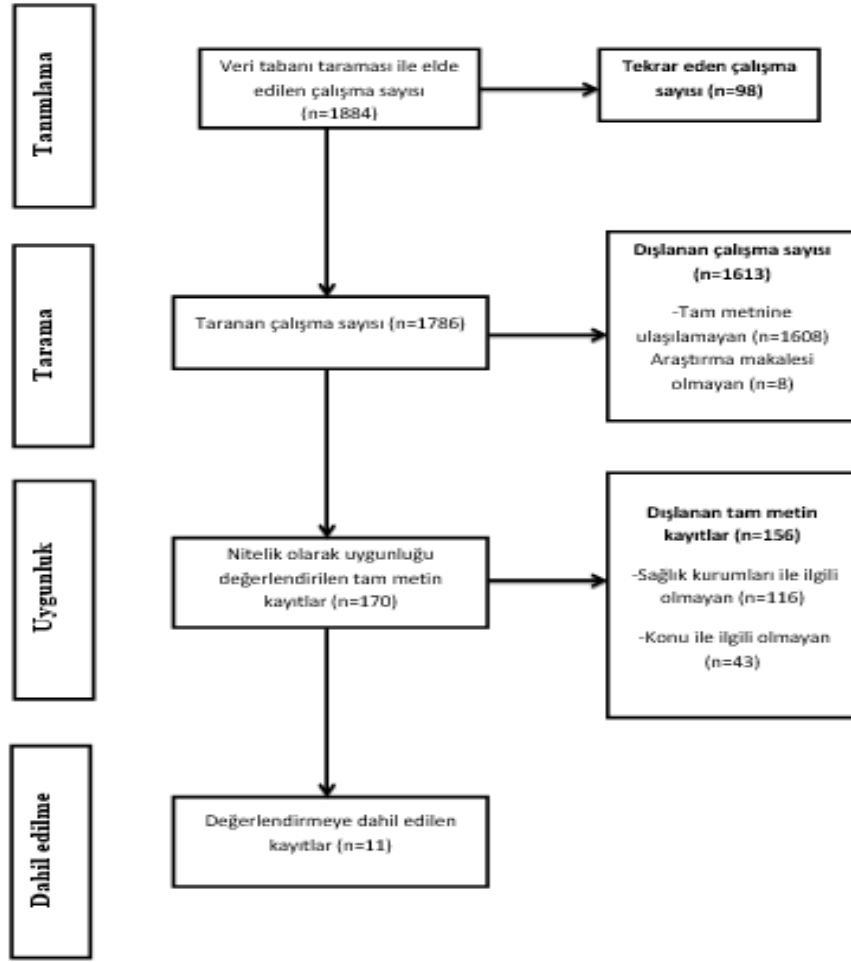 Tanımlama
Veri tabanı taraması ile elde
edilen çalışma sayısı
(n=1884)
Tekrar eden çalışma
sayısı (n=98)
Tarama
Taranan çalışma sayısı (n=1786)
Dışlanan çalışma sayısı
(n=1613)
-Tam metnine
ulaşılamayan (n=1608)
Araştırma makalesi
olmayan (n=8)
Uygunluk
Nitelik olarak uygunluğu
değerlendirilen tam metin
kayıtlar (n=170)
Dışlanan tam metin
kayıtlar (n=156)
-Sağlık kurumları ile ilgili
olmayan (n=116)
-Konu ile ilgili olmayan
(n=43)
Dahil edilme
Değerlendirmeye dahil edilen
kayıtlar (n=11)